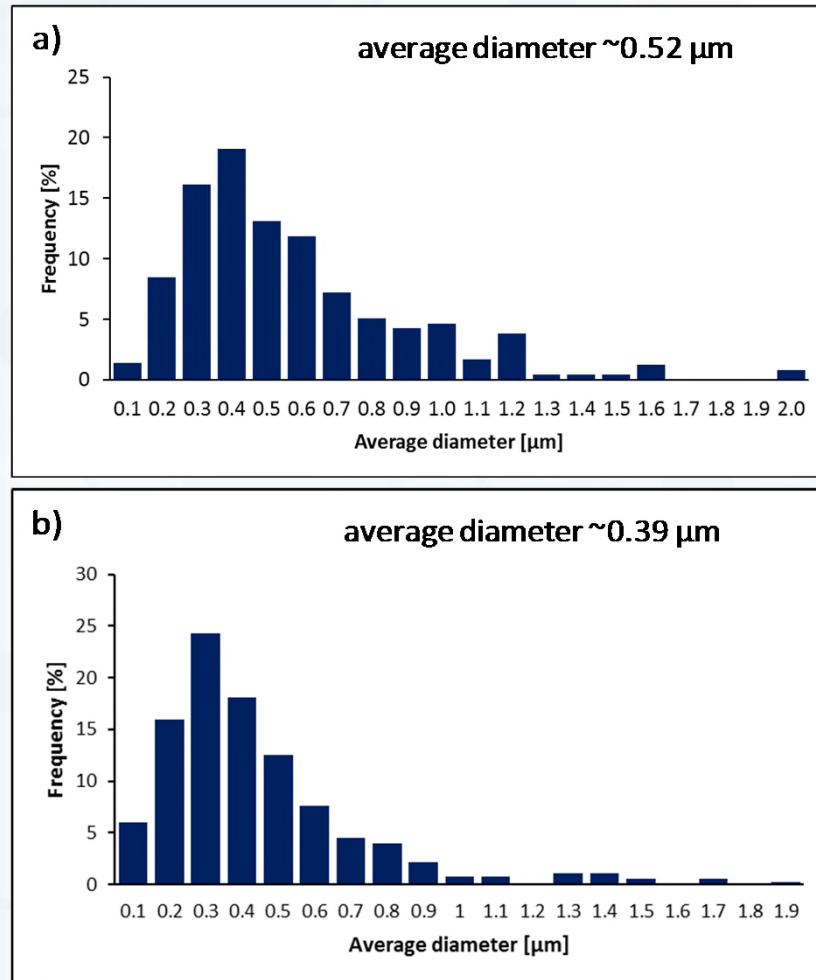 a)
average diameter ~0.52 µm
25
20
15
10
5
0
Frequency [%]
0.1 0.2 0.3 0.4 0.5 0.6 0.7 0.8 0.9 1.0 1.1 1.2 1.3 1.4 1.5 1.6 1.7 1.8 1.9 2.0
Average diameter [µm]
b)
average diameter ~0.39 µm
30
25
20
15
10
5
0
Frequency [%]
0.1 0.2 0.3 0.4 0.5 0.6 0.7 0.8 0.9 1 1.1 1.2 1.3 1.4 1.5 1.6 1.7 1.8 1.9
Average diameter [µm]